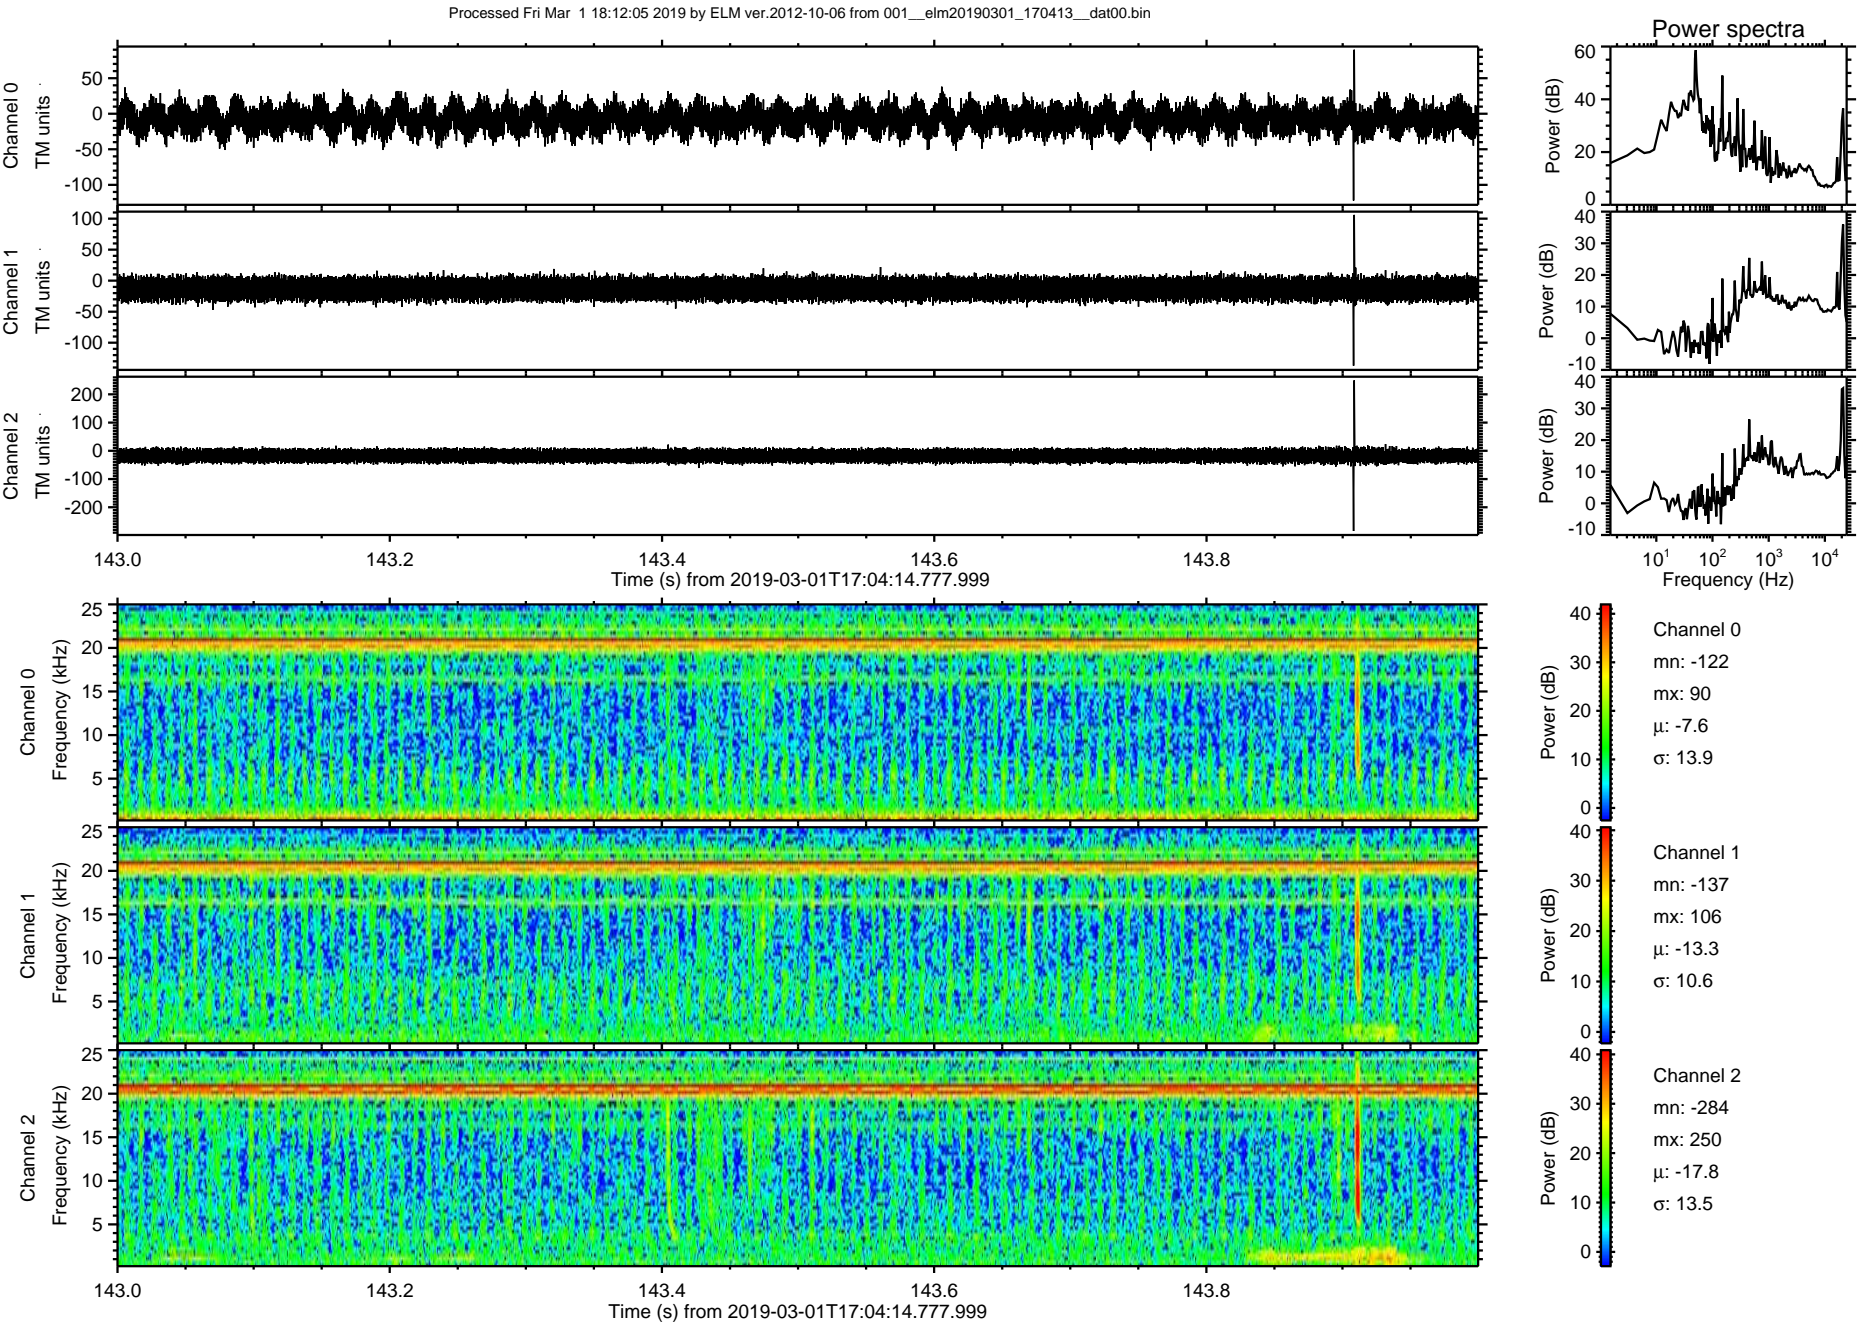 Processed Fri Mar 1 18:12:05 2019 by ELM ver.2012-10-06 from 001__elm20190301_170413__dat00.bin
Power spectra
Channel 0
TM units
50
0
-50
-100
Power (dB)
60
40
20
0
Channel 1
TM units
100
50
0
-50
-100
Power (dB)
40
30
20
10
0
-10
Channel 2
TM units
200
100
0
-100
-200
Power (dB)
40
30
20
10
0
-10
143.0 143.2 143.4 143.6 143.8
Time (s) from 2019-03-01T17:04:14.777.999
10^1 10^2 10^3 10^4
Frequency (Hz)
Channel 0
Frequency (kHz)
25
20
15
10
5
Power (dB)
40
30
20
10
0
Channel 0
mn: -122
mx: 90
μ: -7.6
σ: 13.9
Channel 1
Frequency (kHz)
25
20
15
10
5
Power (dB)
40
30
20
10
0
Channel 1
mn: -137
mx: 106
μ: -13.3
σ: 10.6
Channel 2
Frequency (kHz)
25
20
15
10
5
Power (dB)
40
30
20
10
0
Channel 2
mn: -284
mx: 250
μ: -17.8
σ: 13.5
143.0 143.2 143.4 143.6 143.8
Time (s) from 2019-03-01T17:04:14.777.999